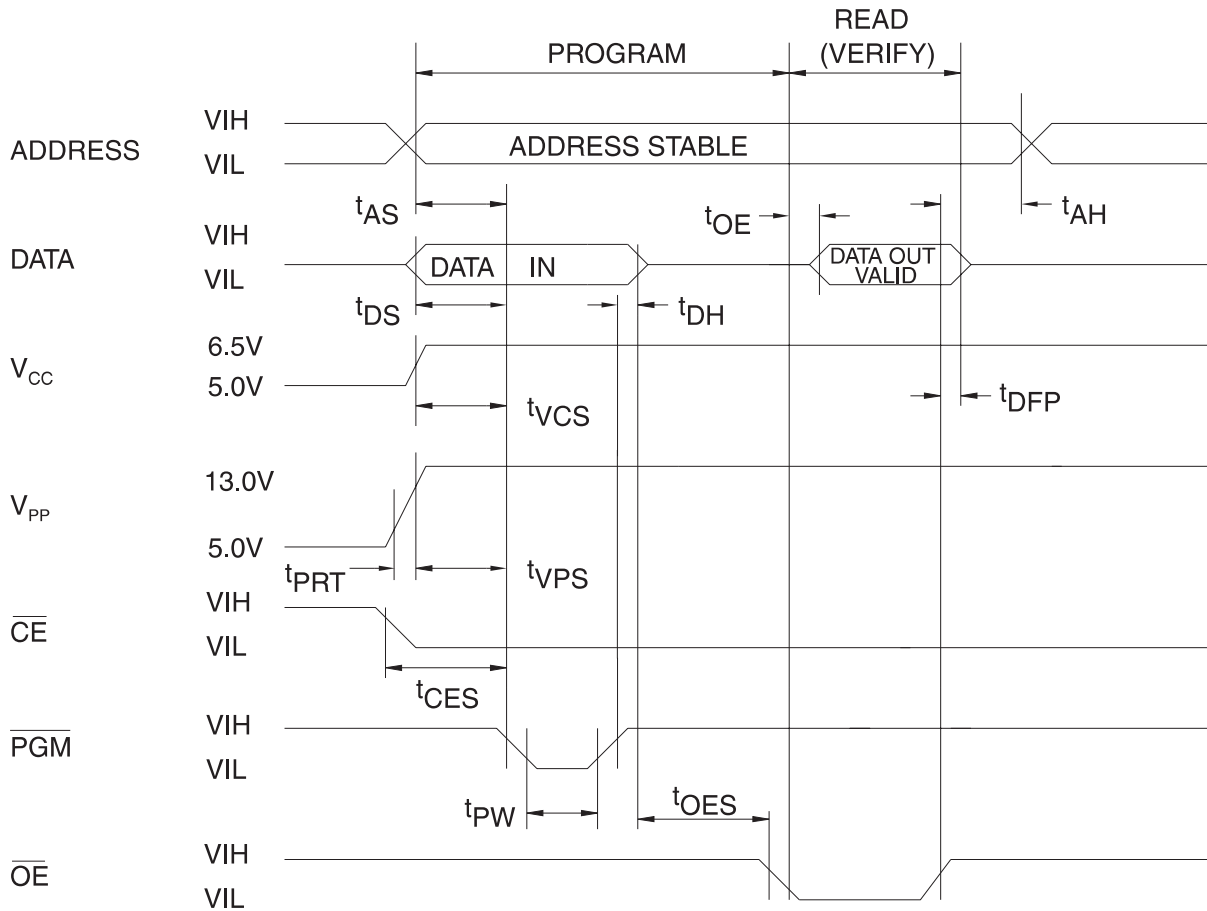 READ
PROGRAM (VERIFY)
ADDRESS VIH VIL ADDRESS STABLE
tAS tOE tAH
DATA VIH VIL DATA IN DATA OUT VALID
tDS tDH
VCC 6.5V 5.0V
tVCS tDFP
VPP 13.0V 5.0V
tPRT tVPS
CE VIH VIL
tCES
PGM VIH VIL
tPW tOES
OE VIH VIL